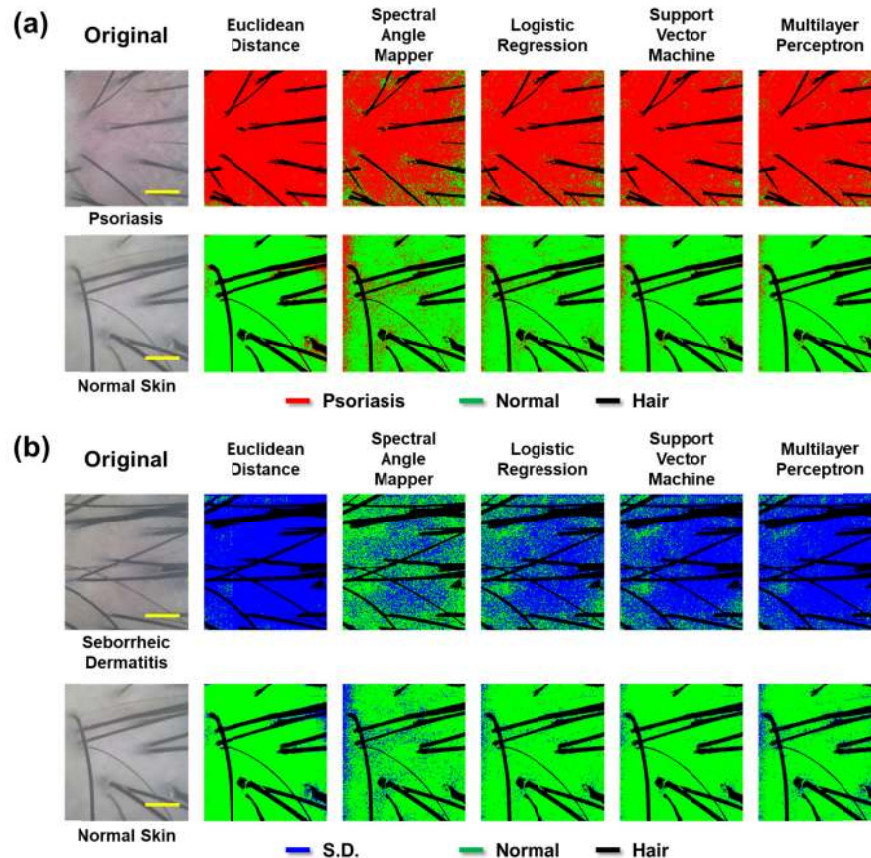 (a)
Original
Euclidean
Distance
Spectral
Angle
Mapper
Logistic
Regression
Support
Vector
Machine
Multilayer
Perceptron
Psoriasis
Normal Skin
Psoriasis
Normal
Hair
(b)
Original
Euclidean
Distance
Spectral
Angle
Mapper
Logistic
Regression
Support
Vector
Machine
Multilayer
Perceptron
Seborrheic
Dermatitis
Normal Skin
S.D.
Normal
Hair